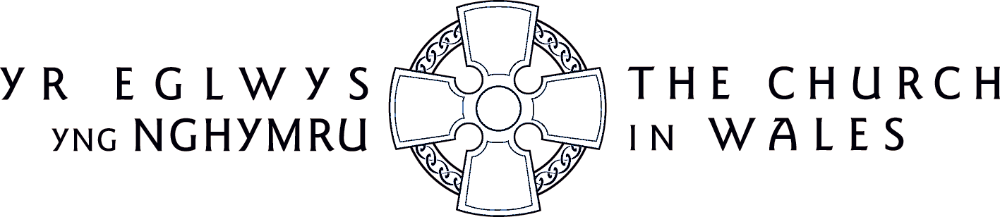 YR EGLWYS
YNG NGHYMRU
THE CHURCH
IN WALES